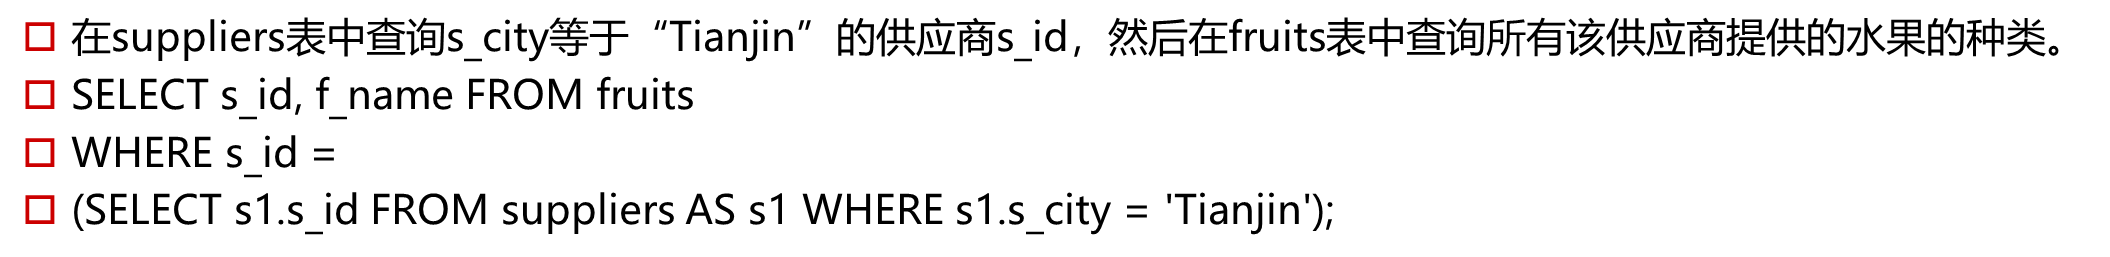 在suppliers表中查询s_city等于“Tianjin”的供应商s_id，然后在fruits表中查询所有该供应商提供的水果的种类。
SELECT s_id, f_name FROM fruits
WHERE s_id =
(SELECT s1.s_id FROM suppliers AS s1 WHERE s1.s_city = 'Tianjin');